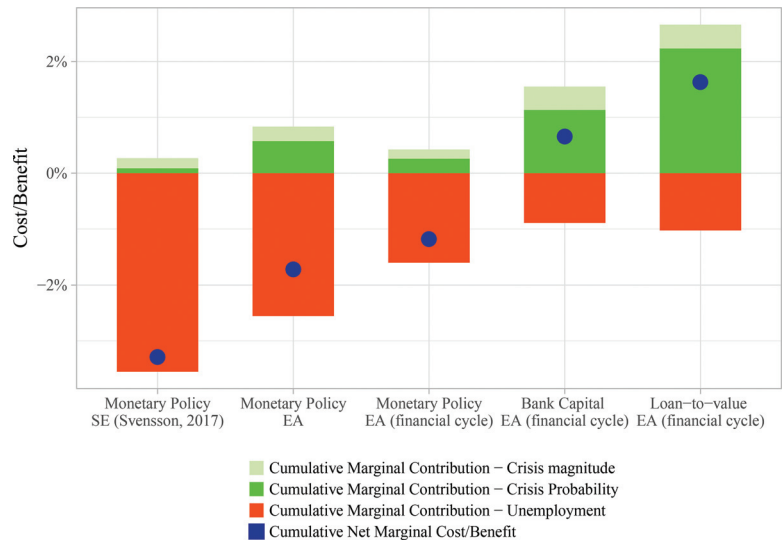 Cost/Benefit
2%
0%
−2%
Monetary Policy
SE (Svensson, 2017)
Monetary Policy
EA
Monetary Policy
EA (financial cycle)
Bank Capital
EA (financial cycle)
Loan−to−value
EA (financial cycle)
Cumulative Marginal Contribution − Crisis magnitude
Cumulative Marginal Contribution − Crisis Probability
Cumulative Marginal Contribution − Unemployment
Cumulative Net Marginal Cost/Benefit